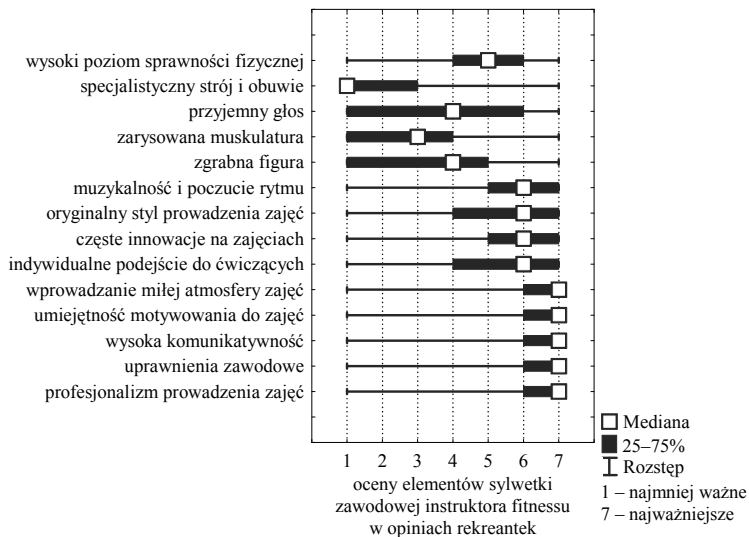 wysoki poziom sprawności fizycznej
specjalistyczny strój i obuwie
przyjemny głos
zarysowana muskulatura
zgrabna figura
muzykalność i poczucie rytmu
oryginalny styl prowadzenia zajęć
częste innowacje na zajęciach
indywidualne podejście do ćwiczących
wprowadzanie miłej atmosfery zajęć
umiejętność motywowania do zajęć
wysoka komunikatywność
uprawnienia zawodowe
profesjonalizm prowadzenia zajęć
1 2 3 4 5 6 7
oceny elementów sylwetki
zawodowej instruktora fitnessu
w opiniach rekreantek
Mediana
25–75%
Rozstęp
1 – najmniej ważne
7 – najważniejsze